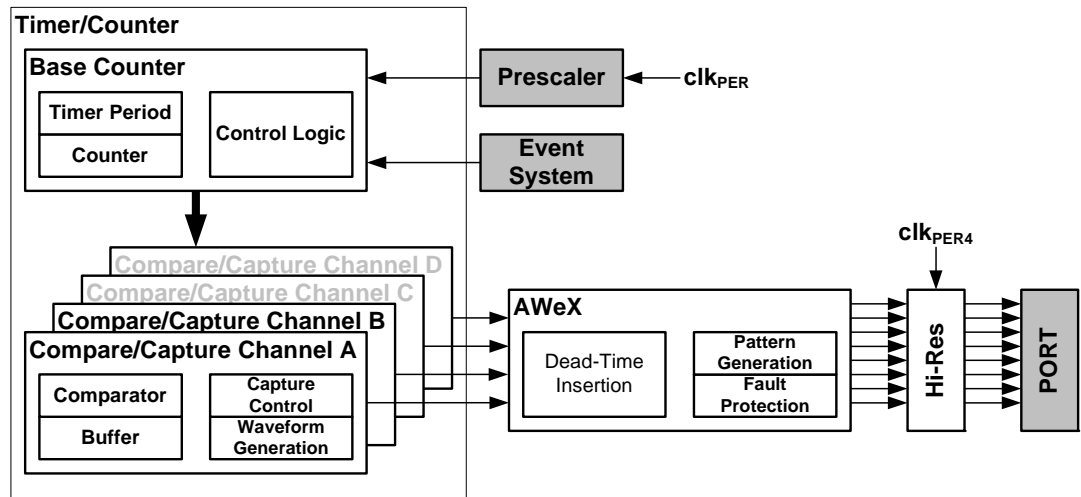 Timer/Counter
Base Counter
Timer Period
Counter
Control Logic
Prescaler
clkPER
Event
System
Compare/Capture Channel D
Compare/Capture Channel C
Compare/Capture Channel B
Compare/Capture Channel A
Comparator
Buffer
Capture
Control
Waveform
Generation
AWeX
Dead-Time
Insertion
Pattern
Generation
Fault
Protection
clkPER4
Hi-Res
PORT